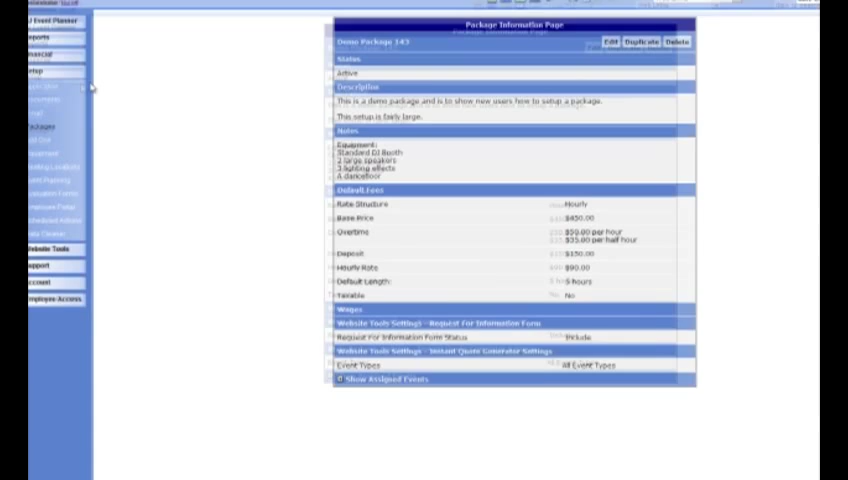 Event Planner
Setup
Packages
Website Tools
Employee Access
Package Information Page
Demo Package 143
Edit
Duplicate
Delete
Status
Active
Description
This is a demo package and is to show new users how to setup a package.
This setup is fairly large.
Notes
Equipment:
Standard DJ Booth
2 large speakers
3 lighting effects
A dancefloor
Default Fees
Rate Structure Hourly
Base Price $450.00
Overtime $50.00 per hour
$35.00 per half hour
Deposit $150.00
Hourly Rate $90.00
Default Length: 5 hours
Taxable No
Wages
Website Tools Settings - Request For Information Form
Request For Information Form Status Include
Website Tools Settings - Instant Quote Generator Settings
Event Types All Event Types
Show Assigned Events